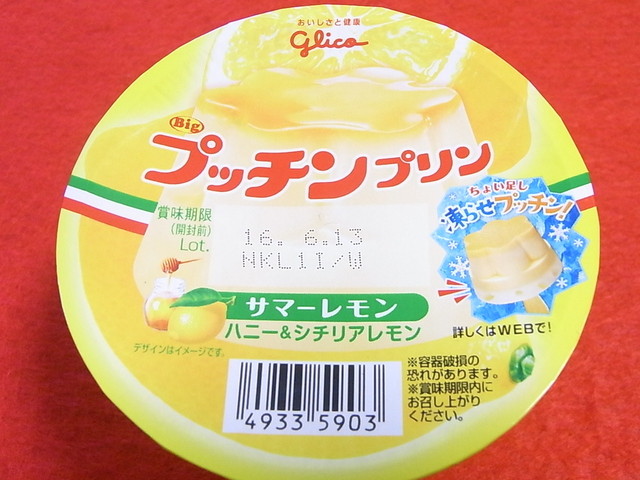 おいしさと健康
glico
Big
プッチンプリン
ちょい足し
凍らせプッチン!
賞味期限
(開封前)
Lot.
16. 6.13
NKL1I/W
サマーレモン
ハニー&シチリアレモン
詳しくはWEBで!
デザインはイメージです。
※容器破損の
恐れがあります。
※賞味期限内に
お召し上がり
ください。
4933 5903